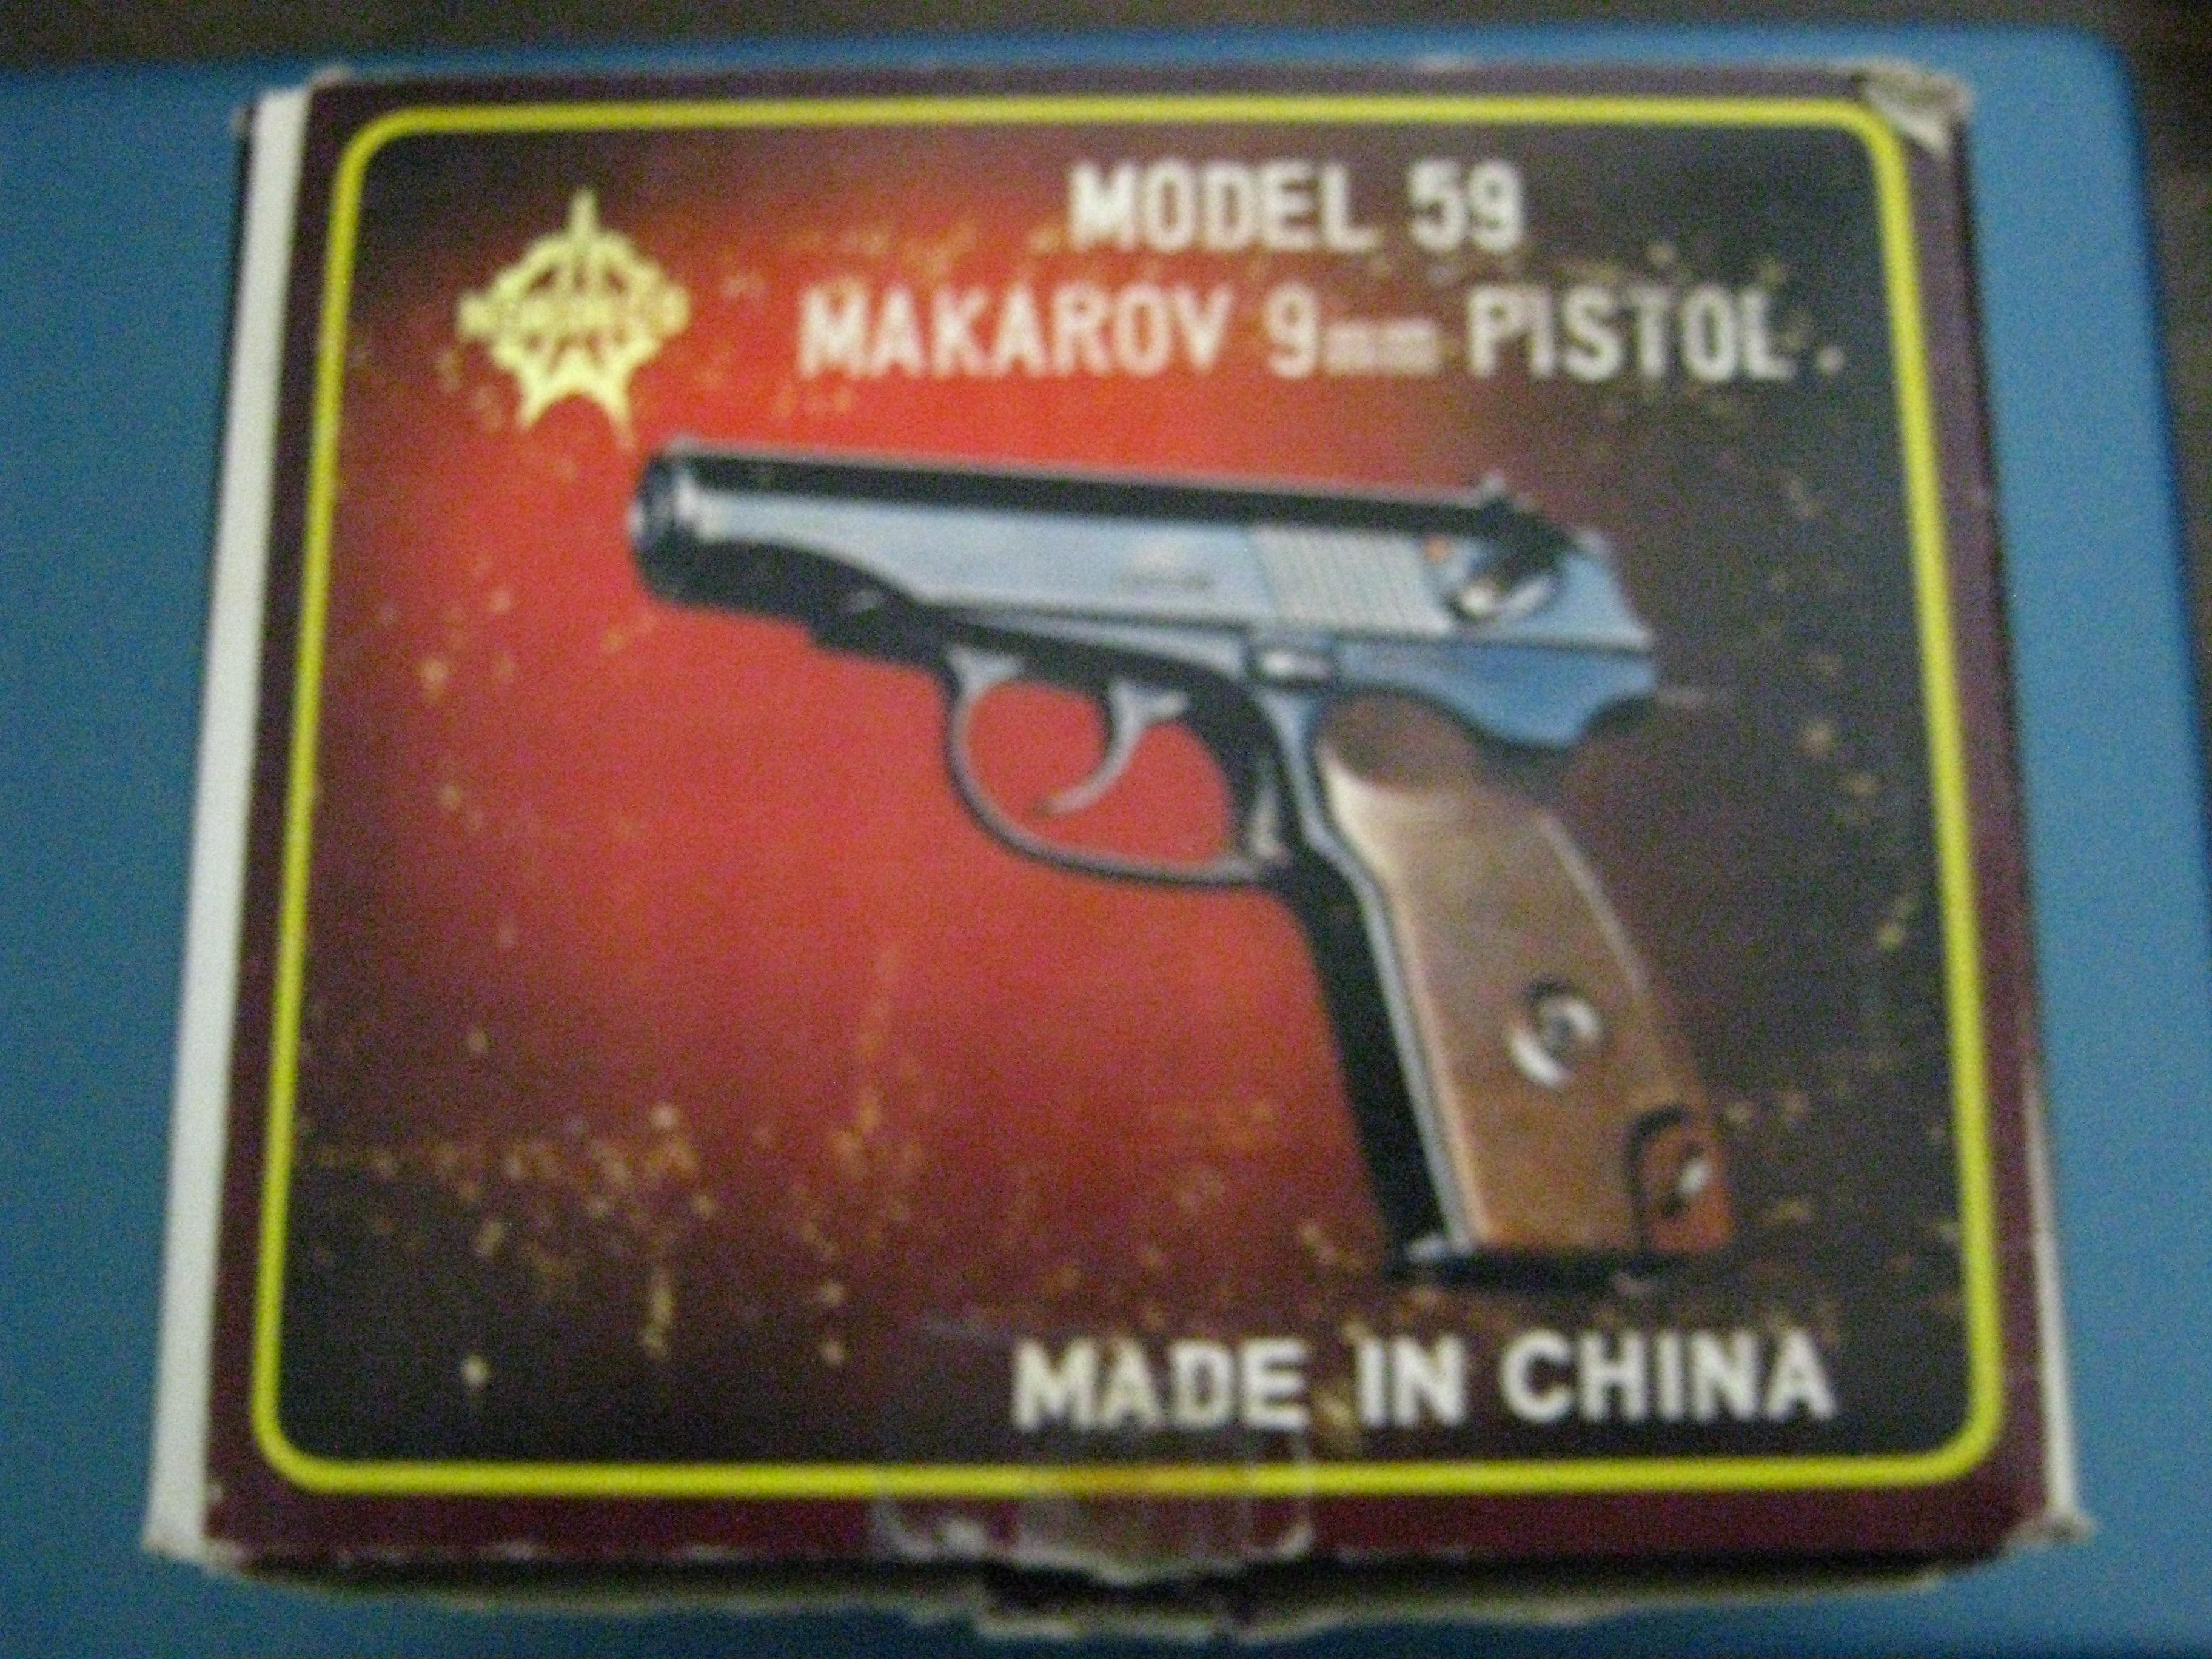 MODEL 59
MAKAROV 9mm PISTOL.
MADE IN CHINA